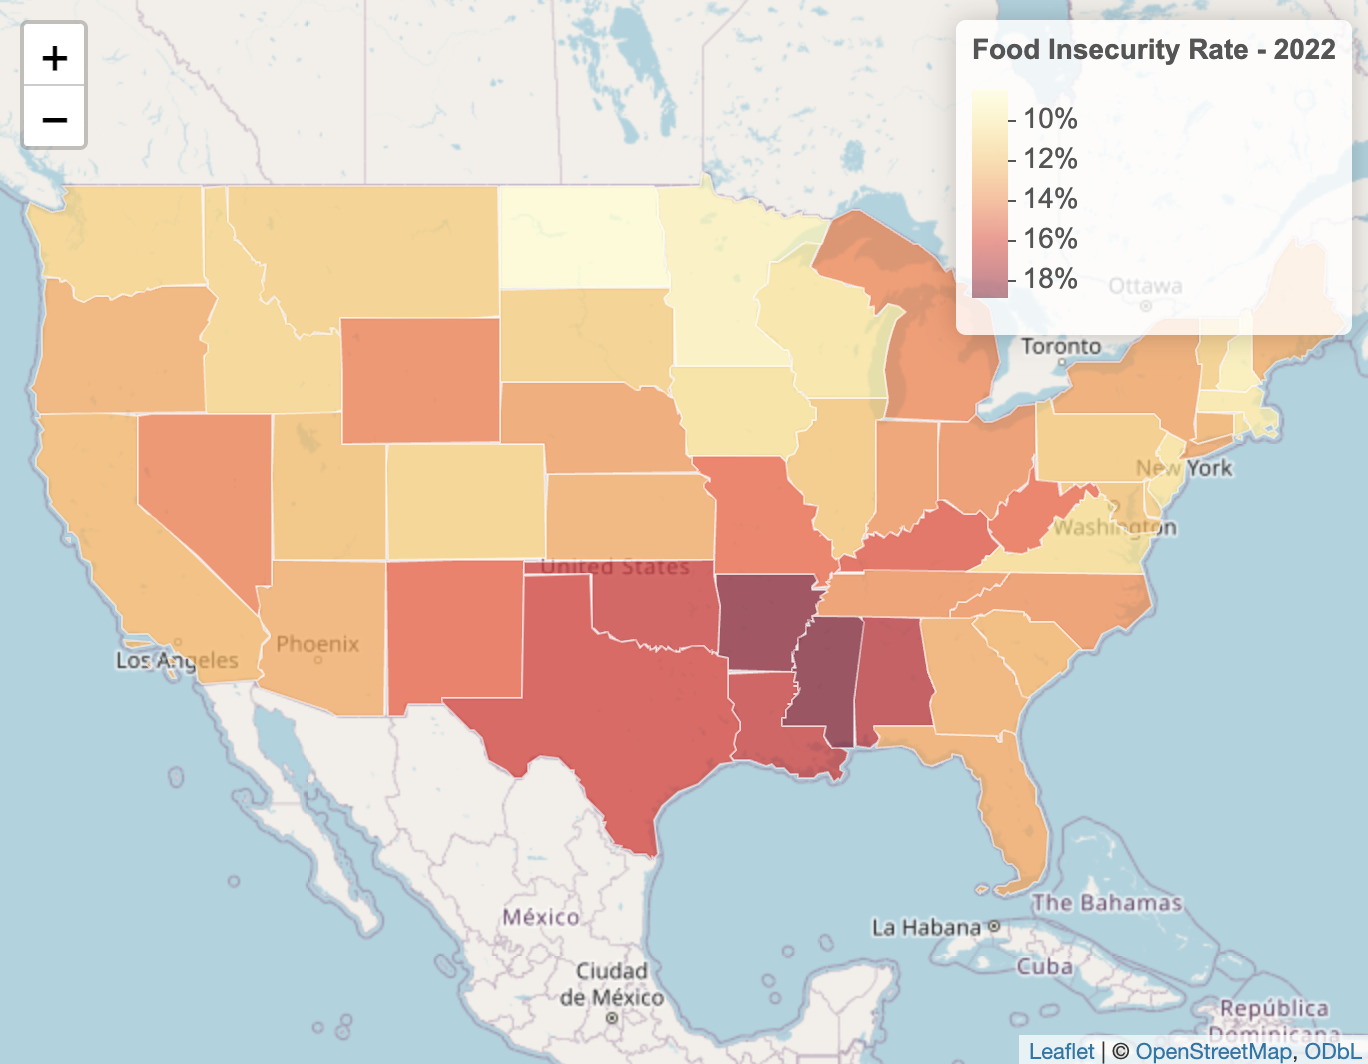 +
−
Food Insecurity Rate - 2022
10%
12%
14%
16%
18%
Ottawa
Toronto
New York
Washington
United States
Phoenix
Los Angeles
The Bahamas
México
La Habana
Cuba
Ciudad
de México
República
Dominicana
Leaflet | © OpenStreetMap, ODbL